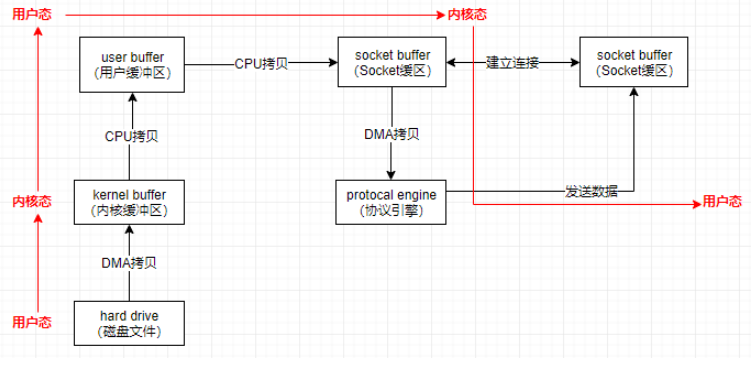 用户态
内核态
user buffer
(用户缓冲区)
CPU拷贝
socket buffer
(Socket缓区)
建立连接
socket buffer
(Socket缓区)
CPU拷贝
DMA拷贝
内核态
kernel buffer
(内核缓冲区)
protocal engine
(协议引擎)
发送数据
用户态
DMA拷贝
用户态
hard drive
(磁盘文件)